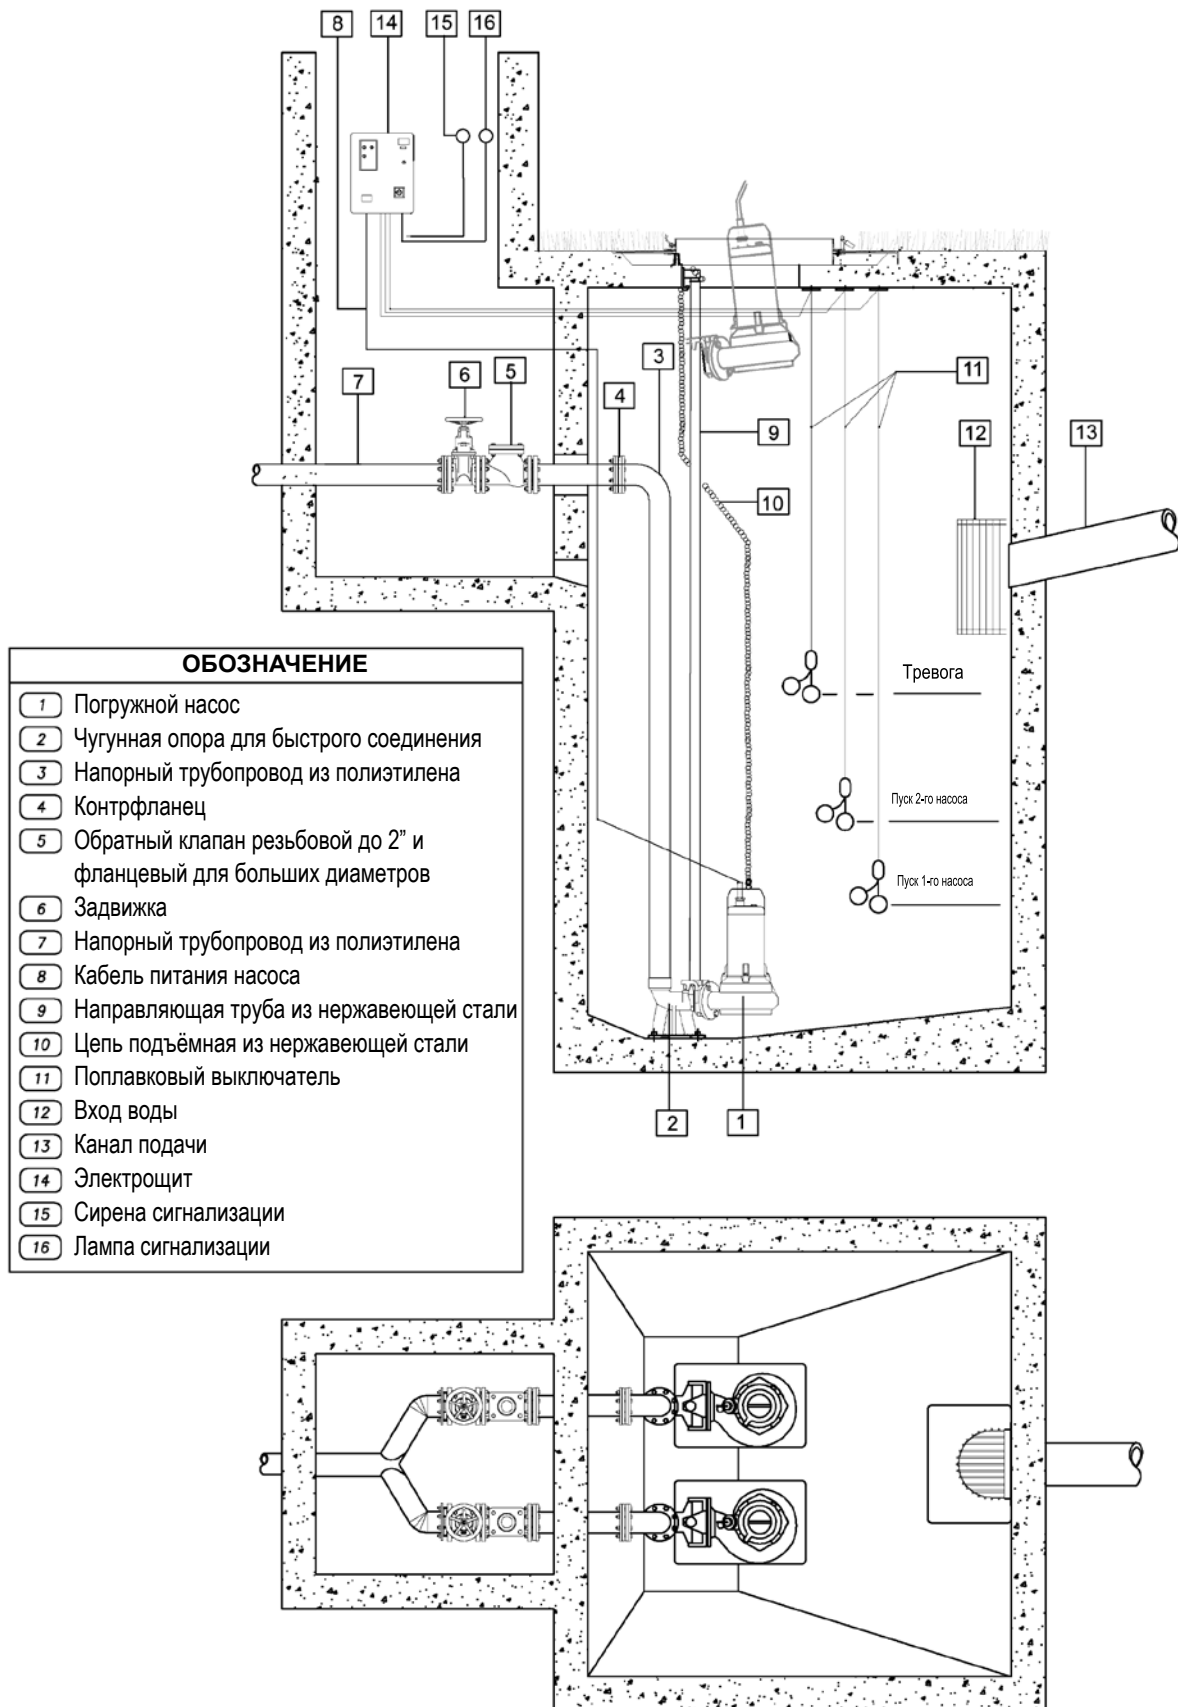 8 14 15 16
3
11
5
6
7
4
9
12 13
10
Тревога
Пуск 2-го насоса
Пуск 1-го насоса
2 1
ОБОЗНАЧЕНИЕ
1 Погружной насос
2 Чугунная опора для быстрого соединения
3 Напорный трубопровод из полиэтилена
4 Контрфланец
5 Обратный клапан резьбовой до 2” и
фланцевый для больших диаметров
6 Задвижка
7 Напорный трубопровод из полиэтилена
8 Кабель питания насоса
9 Направляющая труба из нержавеющей стали
10 Цепь подъёмная из нержавеющей стали
11 Поплавковый выключатель
12 Вход воды
13 Канал подачи
14 Электрощит
15 Сирена сигнализации
16 Лампа сигнализации